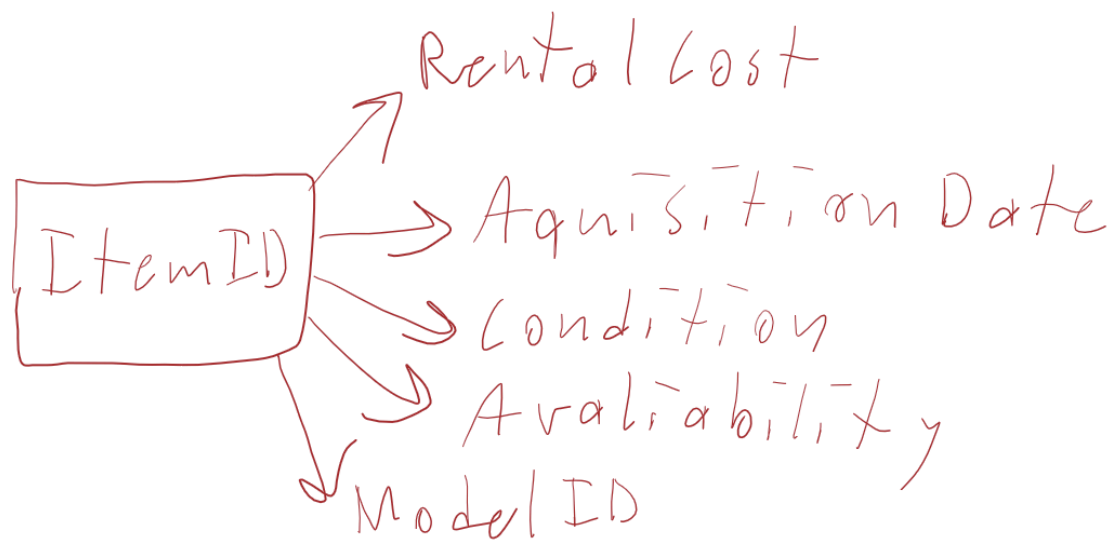 Rental Cost
Aquisition Date
ItemID
Condition
Avaliability
Model ID